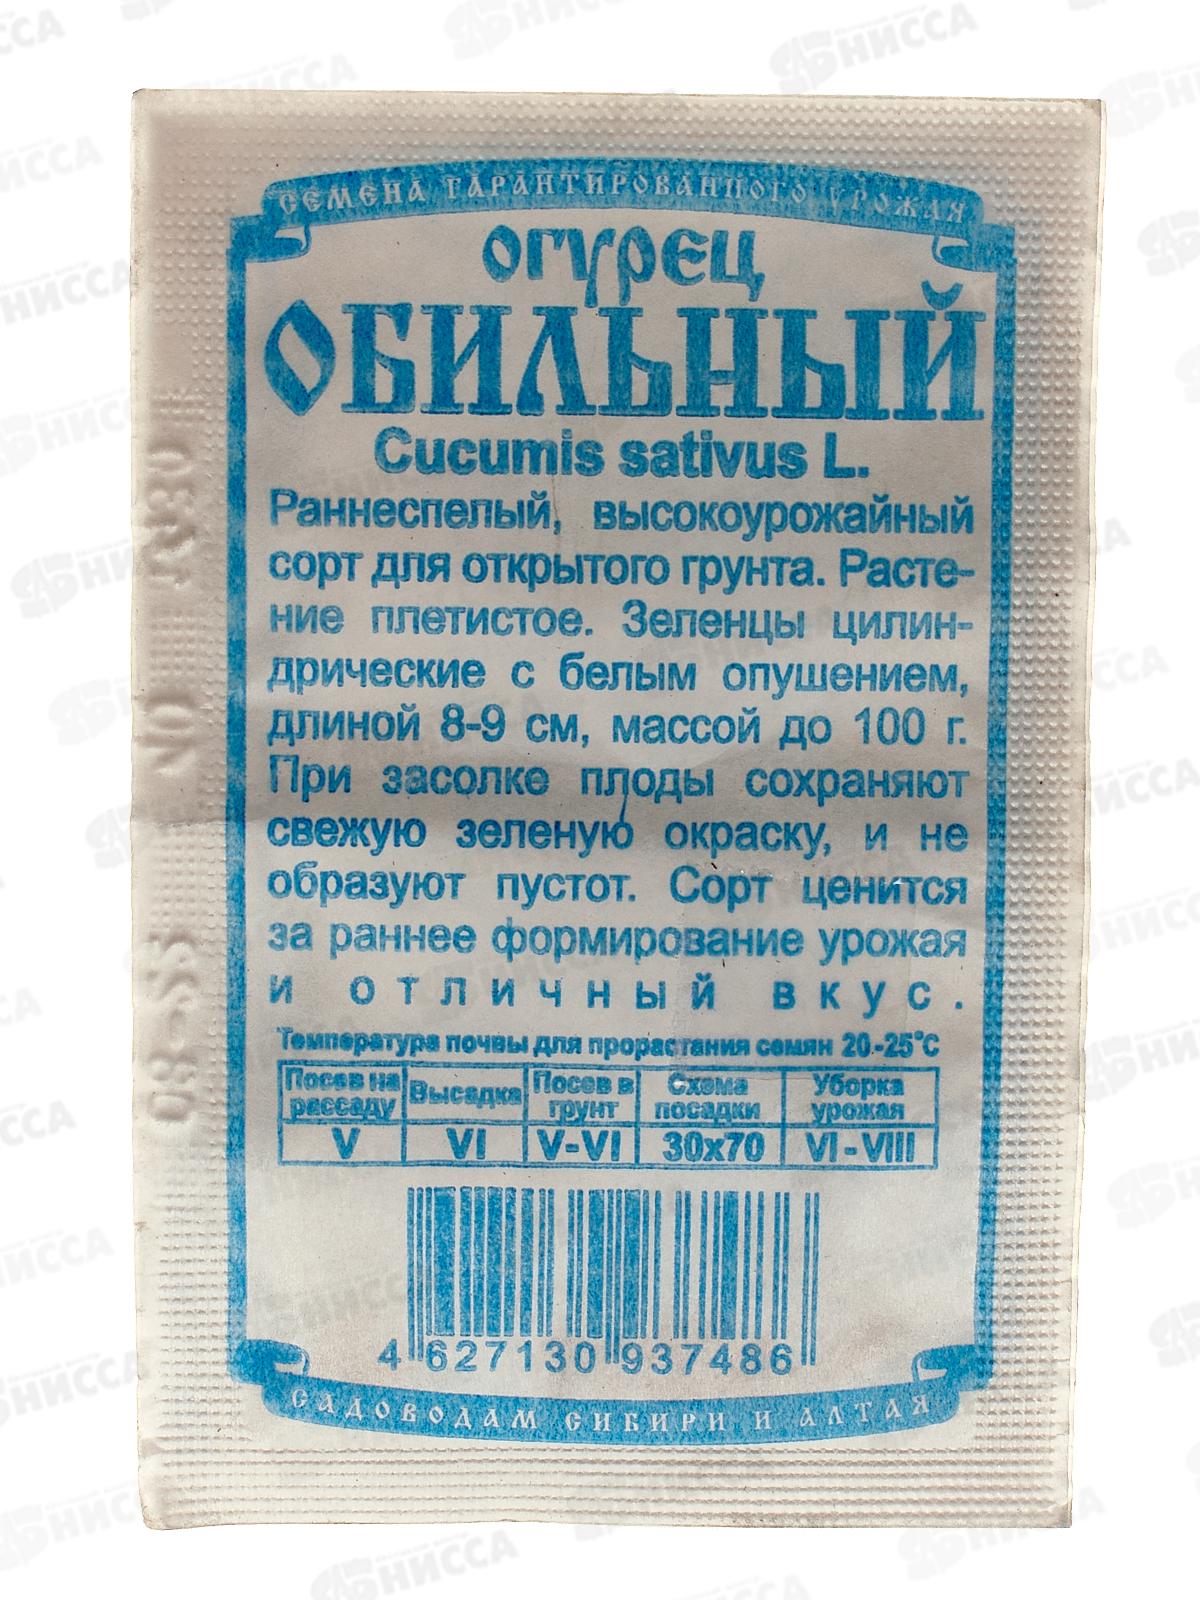 СЕМЕНА ГАРАНТИРОВАННОГО УРОЖАЯ
ОГУРЕЦ
ОБИЛЬНЫЙ
Cucumis sativus L.
Раннеспелый, высокоурожайный
сорт для открытого грунта. Расте-
ние плетистое. Зеленцы цилин-
дрические с белым опушением,
длиной 8-9 см, массой до 100 г.
При засолке плоды сохраняют
свежую зеленую окраску, и не
образуют пустот. Сорт ценится
за раннее формирование урожая
и отличный вкус.
Температура почвы для прорастания семян 20-25°С
Посев на рассаду Высадка Посев в грунт Схема посадки Уборка урожая
V VI V-VI 30x70 VI-VIII
4 627130 937486
САДОВОДАМ СИБИРИ И АЛТАЯ
НИССА